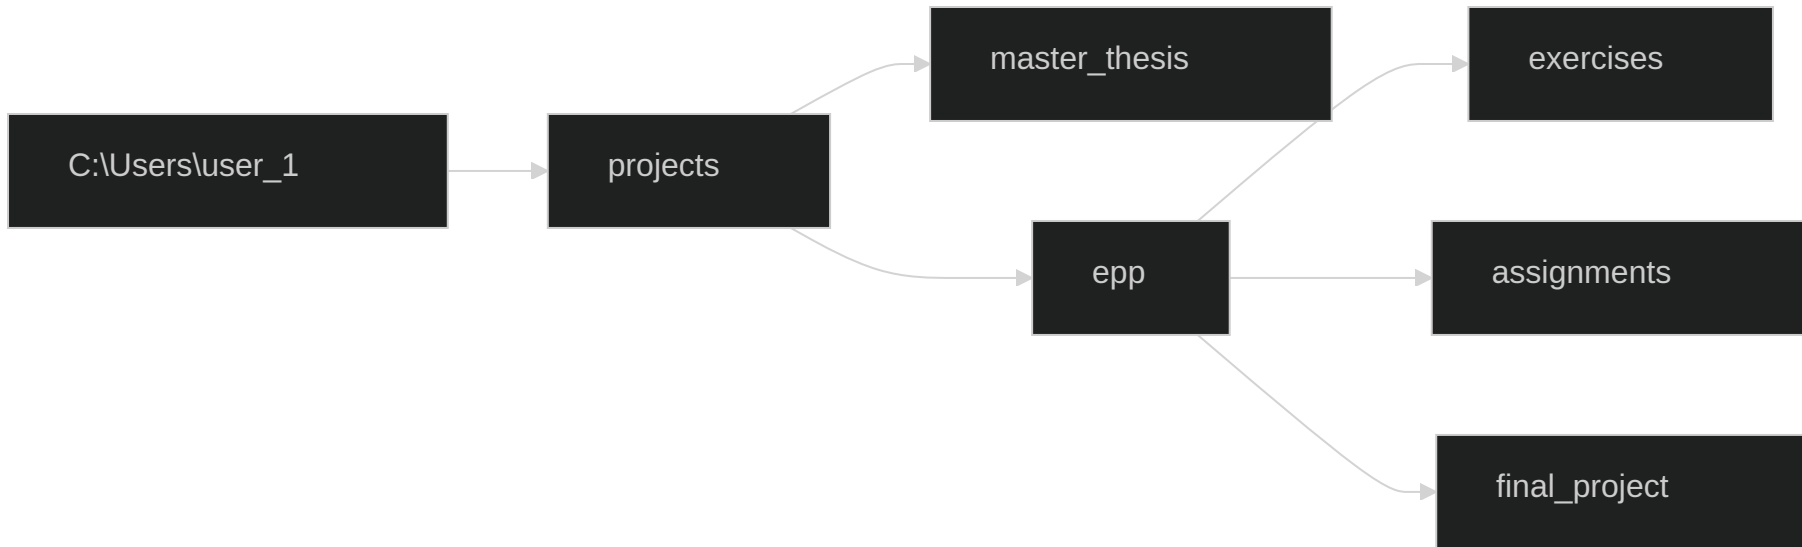 C:\Users\user_1
projects
master_thesis
epp
exercises
assignments
final_project